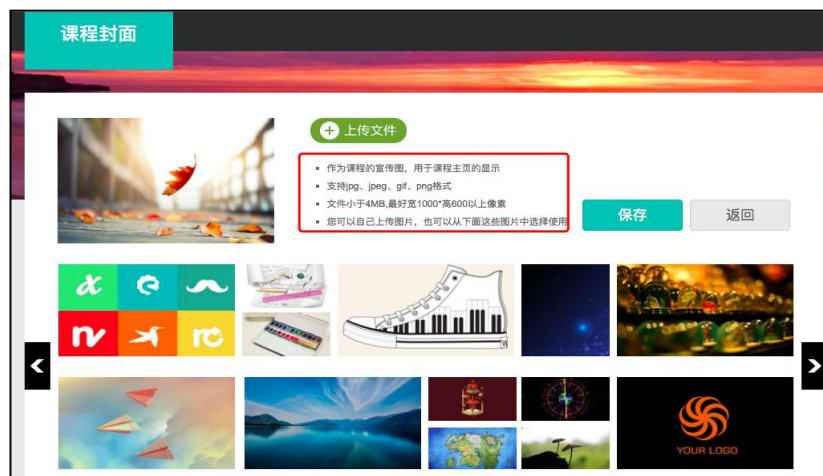 课程封面
上传文件
作为课程的宣传图，用于课程主页的显示
支持jpg、jpeg、gif、png格式
文件小于4MB,最好宽1000*高600以上像素
您可以自己上传图片，也可以从下面这些图片中选择使用
保存
返回
YOUR LOGO